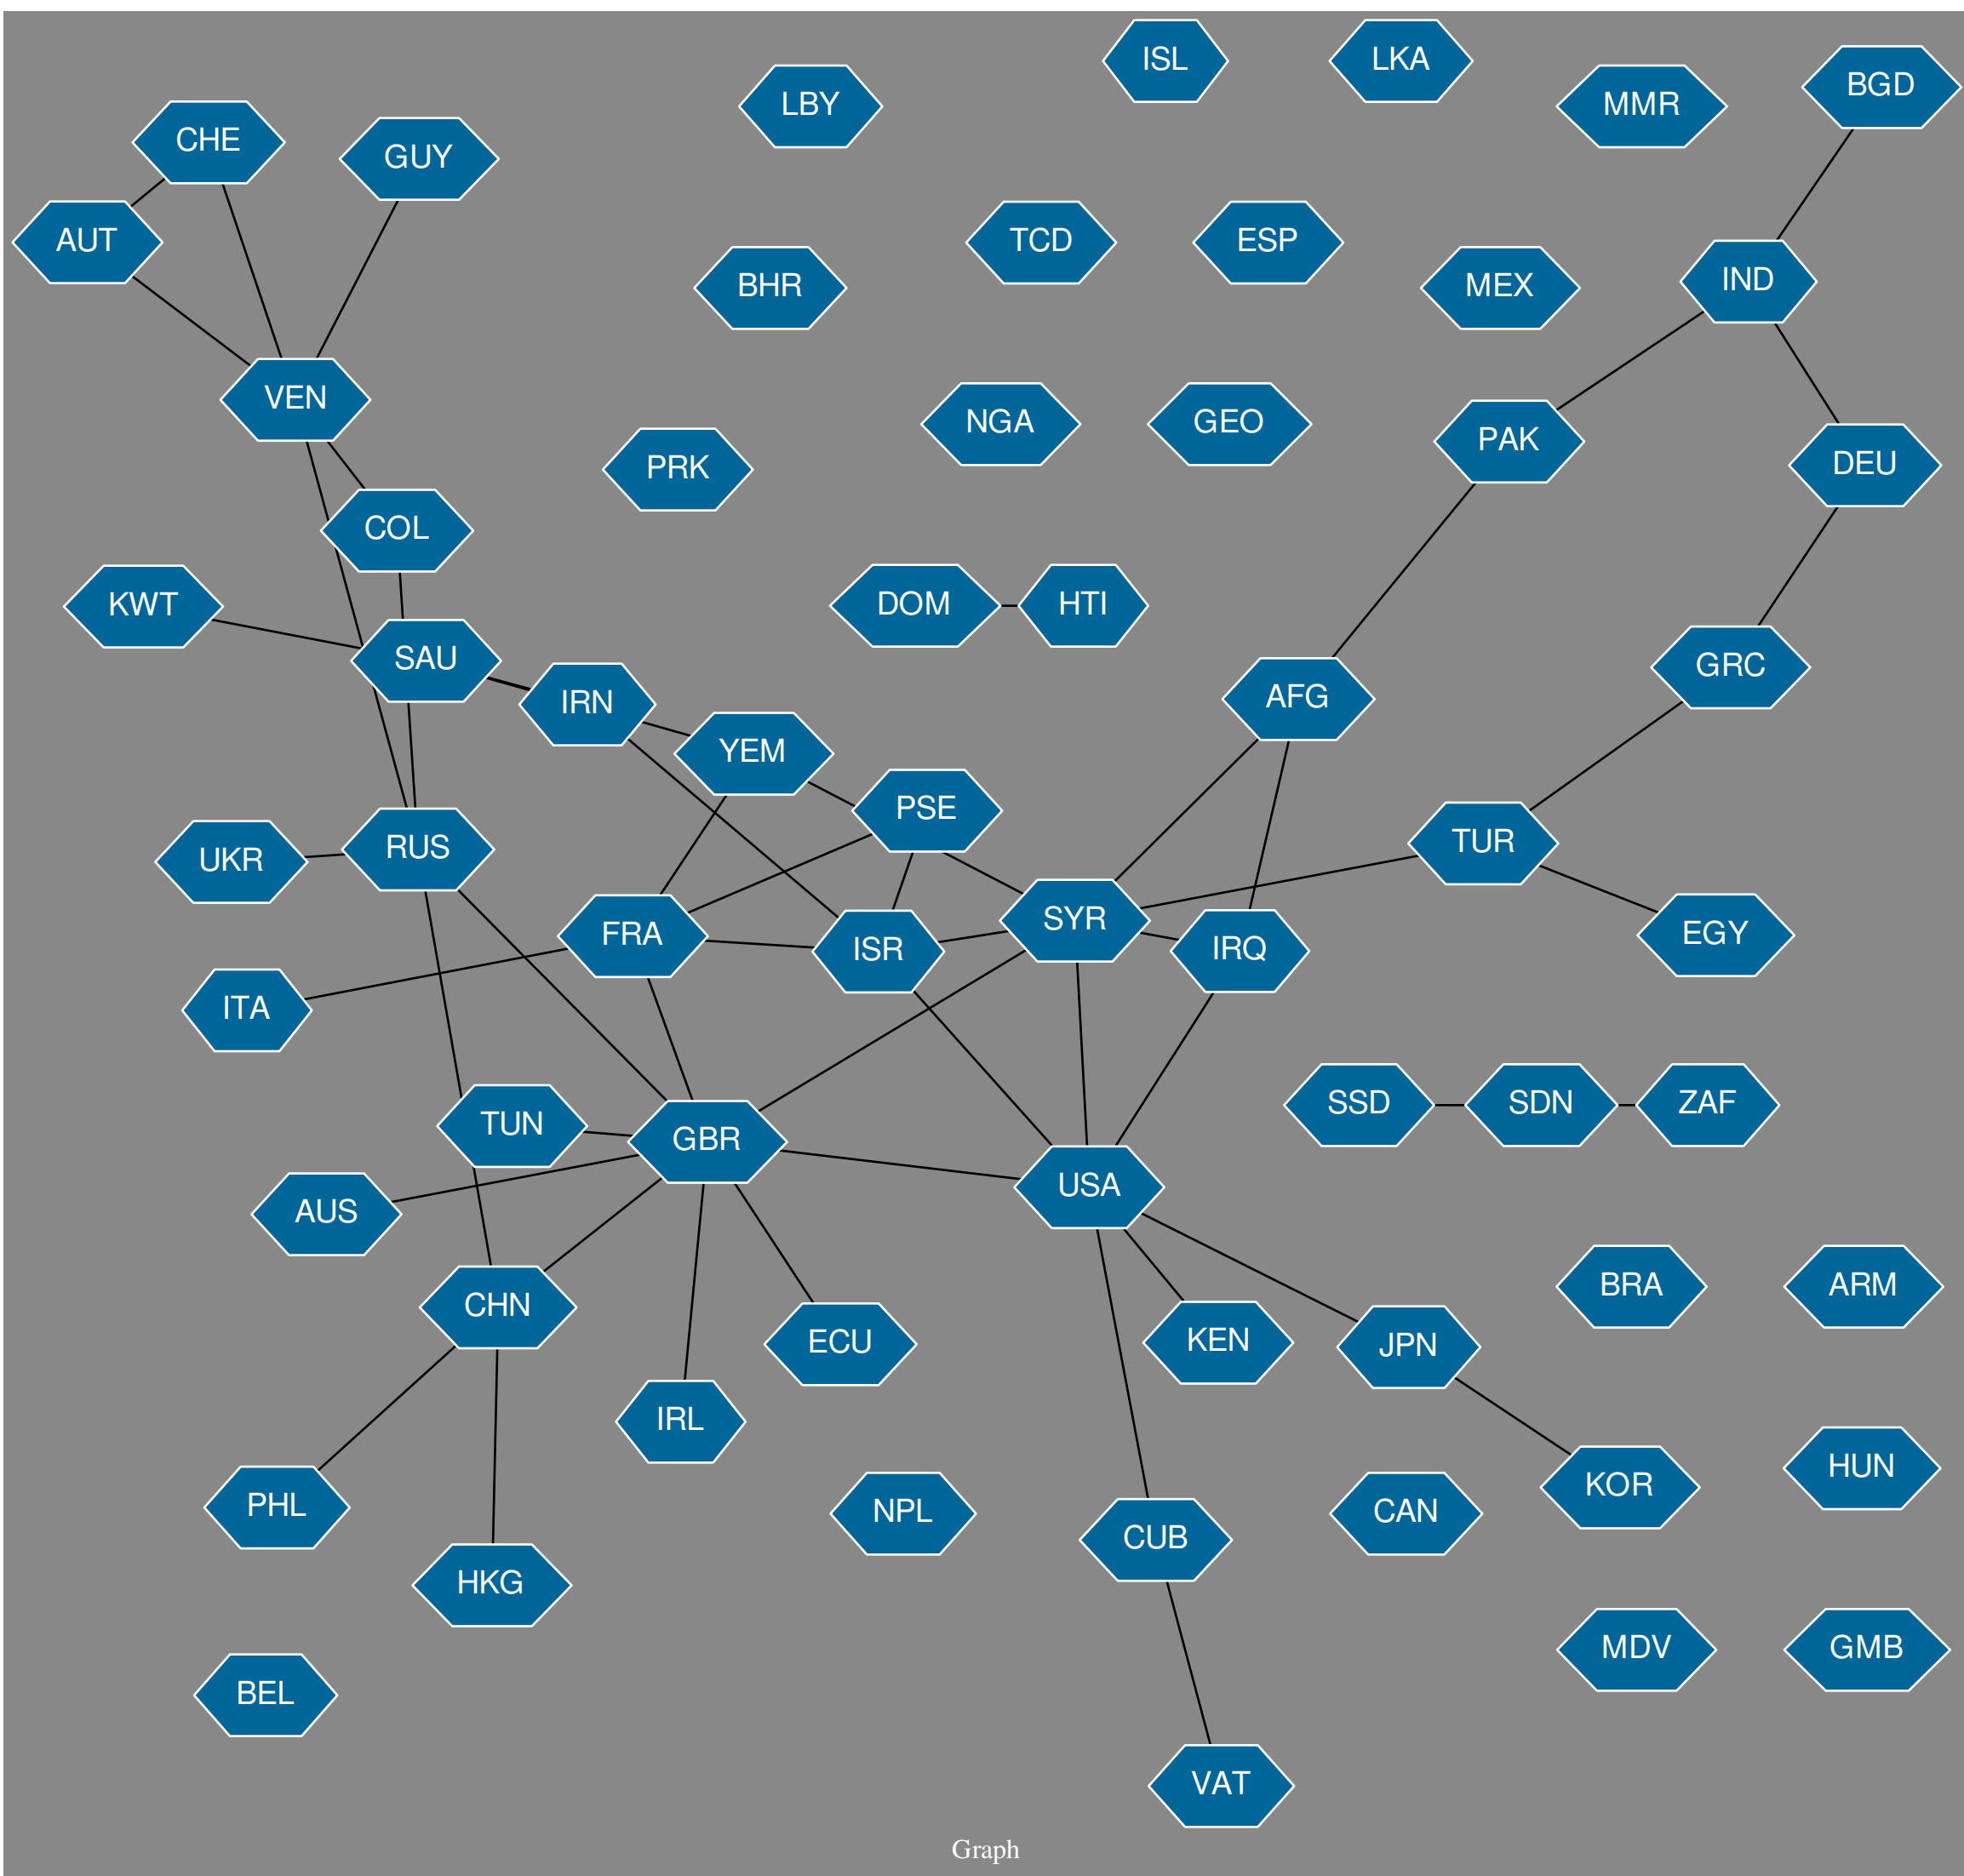 ISL
LKA
BGD
LBY
MMR
CHE
GUY
AUT
TCD
ESP
IND
BHR
MEX
VEN
NGA
GEO
PAK
DEU
PRK
COL
KWT
DOM
HTI
SAU
GRC
AFG
IRN
YEM
PSE
TUR
RUS
UKR
SYR
FRA
EGY
ISR
IRQ
ITA
SSD
SDN
ZAF
TUN
GBR
USA
AUS
BRA
ARM
CHN
KEN
ECU
JPN
IRL
HUN
KOR
PHL
NPL
CAN
CUB
HKG
MDV
GMB
BEL
VAT
Graph